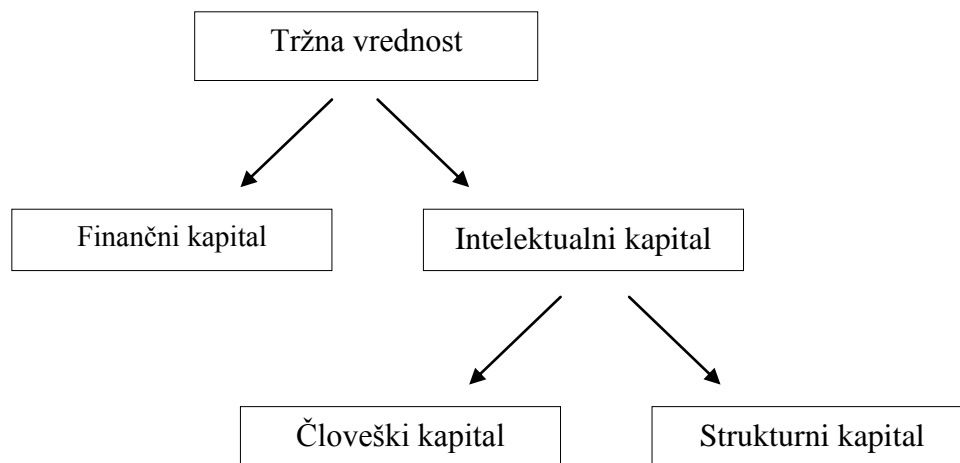 Tržna vrednost
Finančni kapital
Intelektualni kapital
Človeški kapital
Strukturni kapital